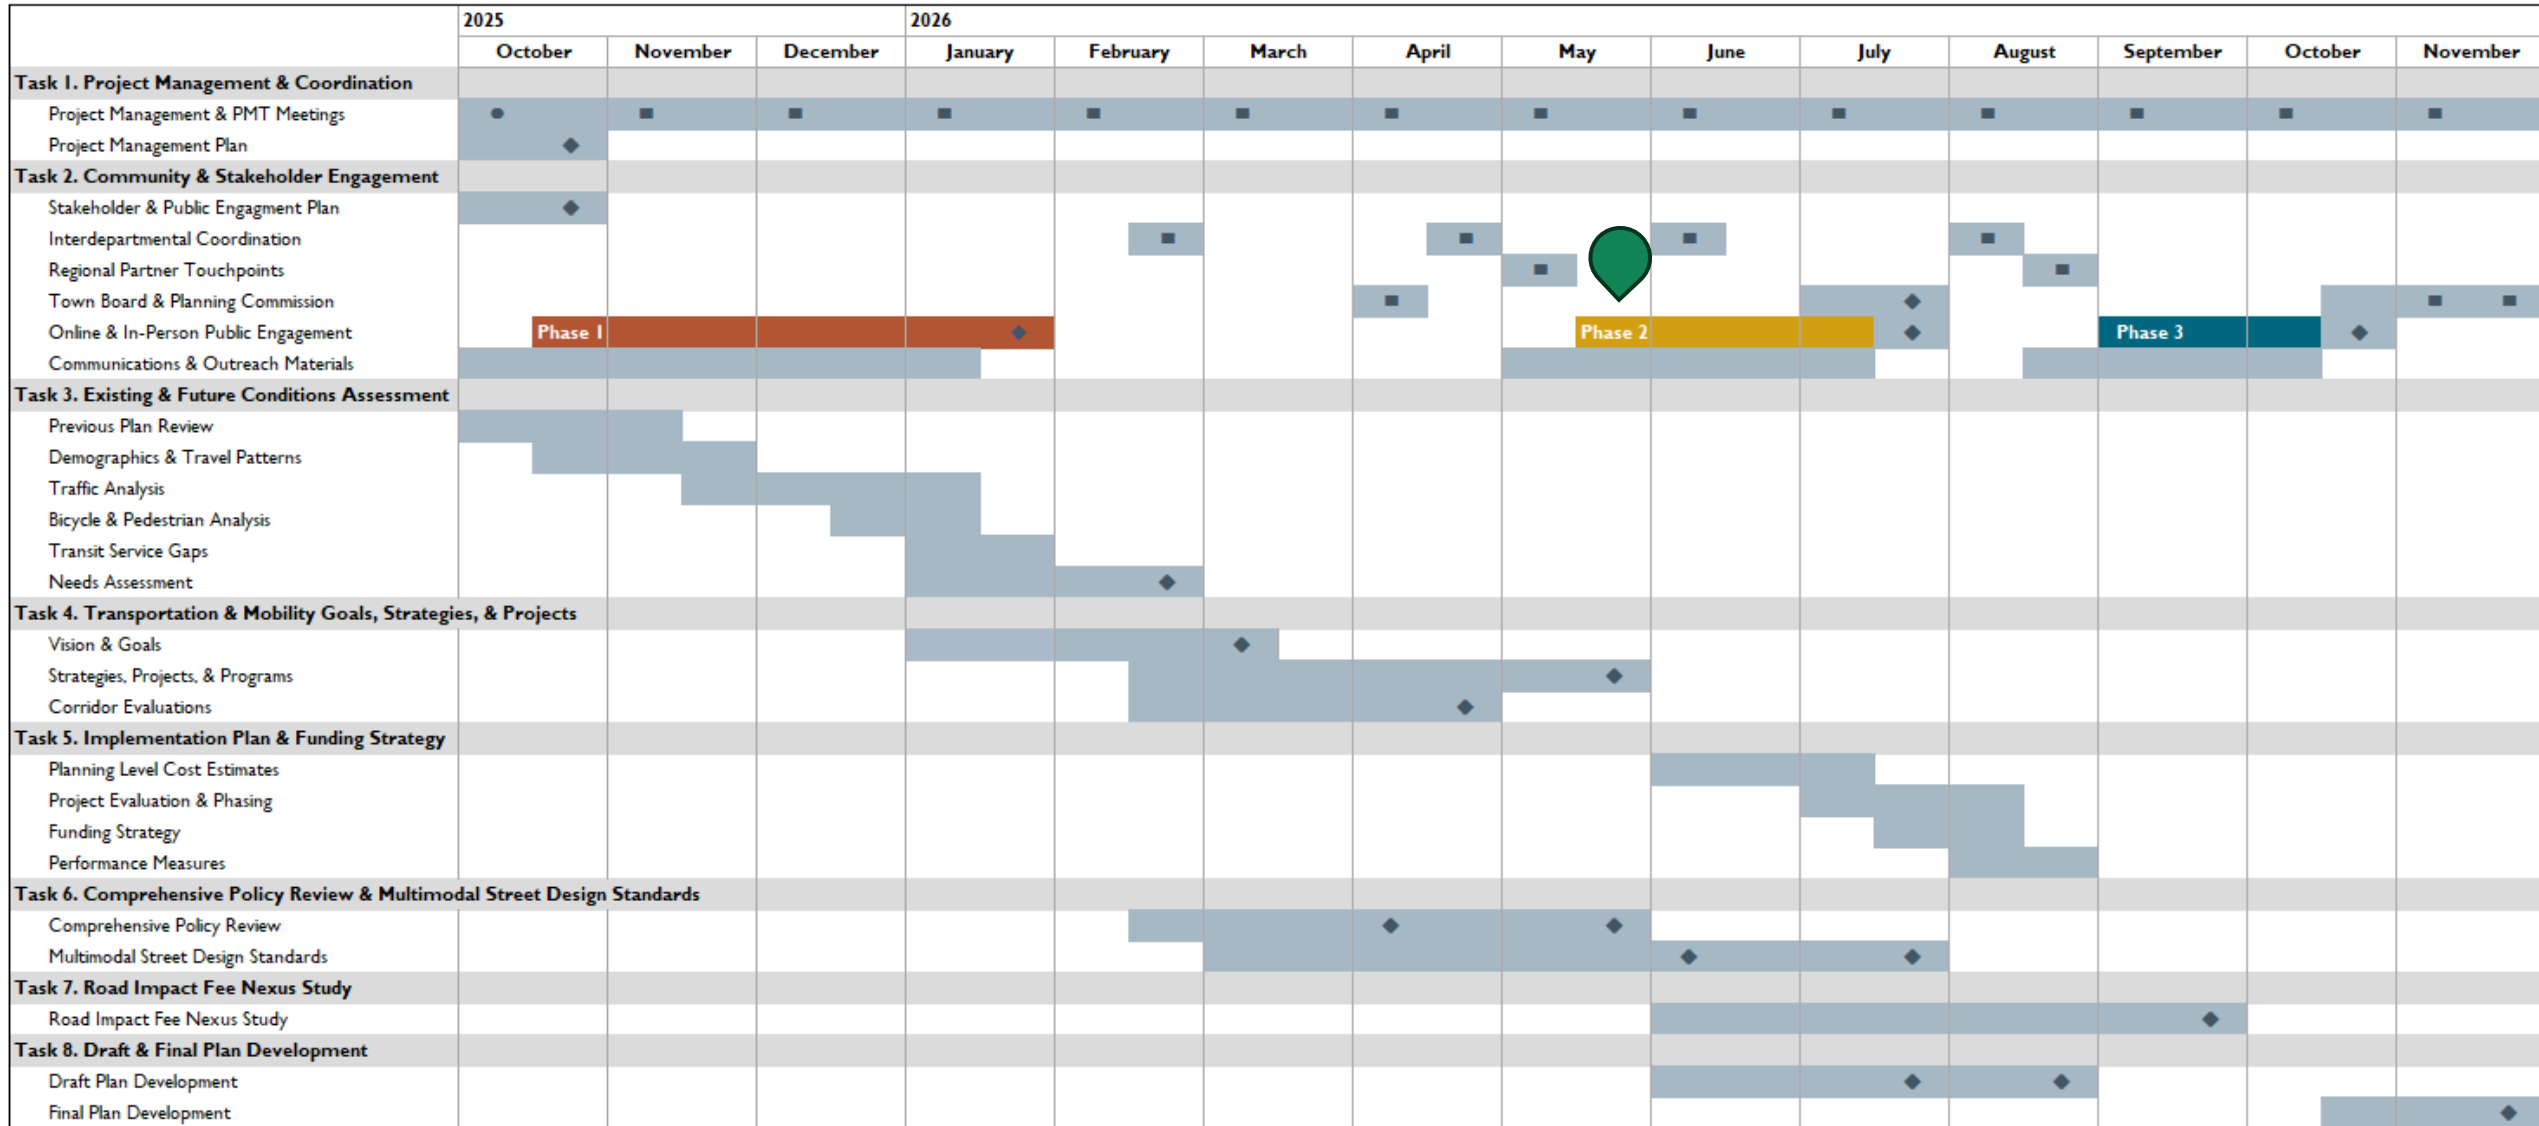 2025 2026
October November December January February March April May June July August September October November
Task 1. Project Management & Coordination
Project Management & PMT Meetings
Project Management Plan
Task 2. Community & Stakeholder Engagement
Stakeholder & Public Engagment Plan
Interdepartmental Coordination
Regional Partner Touchpoints
Town Board & Planning Commission
Online & In-Person Public Engagement Phase 1 Phase 2 Phase 3
Communications & Outreach Materials
Task 3. Existing & Future Conditions Assessment
Previous Plan Review
Demographics & Travel Patterns
Traffic Analysis
Bicycle & Pedestrian Analysis
Transit Service Gaps
Needs Assessment
Task 4. Transportation & Mobility Goals, Strategies, & Projects
Vision & Goals
Strategies, Projects, & Programs
Corridor Evaluations
Task 5. Implementation Plan & Funding Strategy
Planning Level Cost Estimates
Project Evaluation & Phasing
Funding Strategy
Performance Measures
Task 6. Comprehensive Policy Review & Multimodal Street Design Standards
Comprehensive Policy Review
Multimodal Street Design Standards
Task 7. Road Impact Fee Nexus Study
Road Impact Fee Nexus Study
Task 8. Draft & Final Plan Development
Draft Plan Development
Final Plan Development